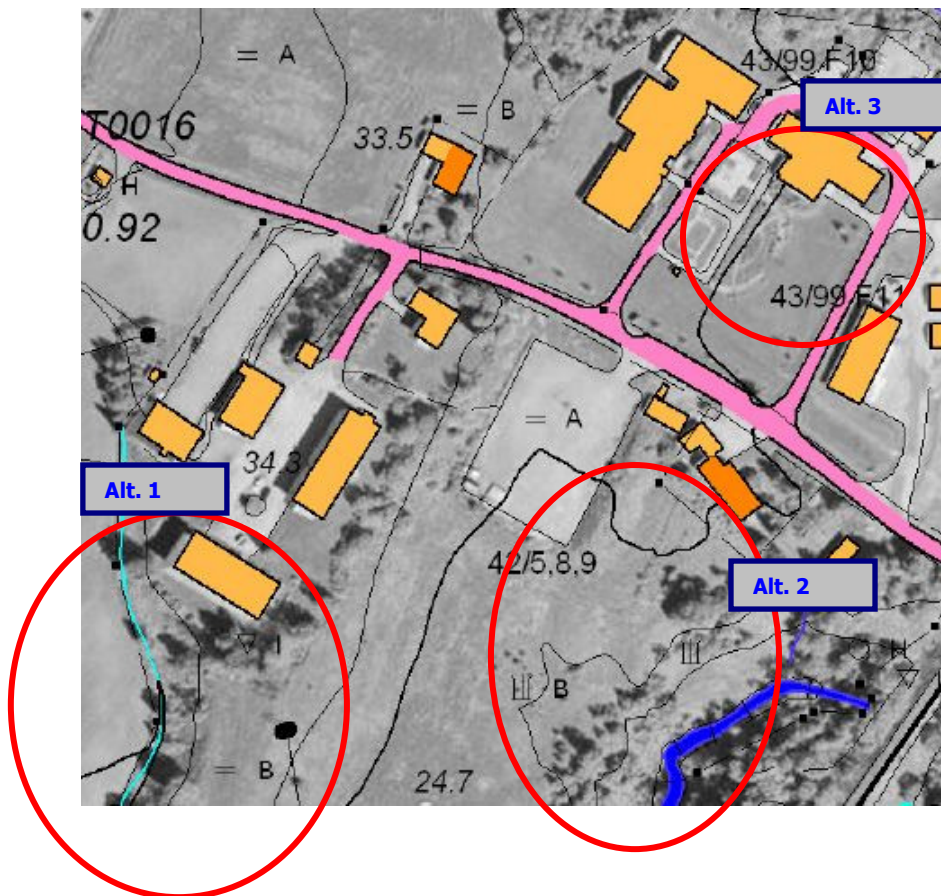 43/99 F10
Alt. 3
= A
= B
T0016
33.5
H
0.92
43/99 F11
= A
34.3
Alt. 1
42/5,8,9
Alt. 2
I
H
B
= B
24.7